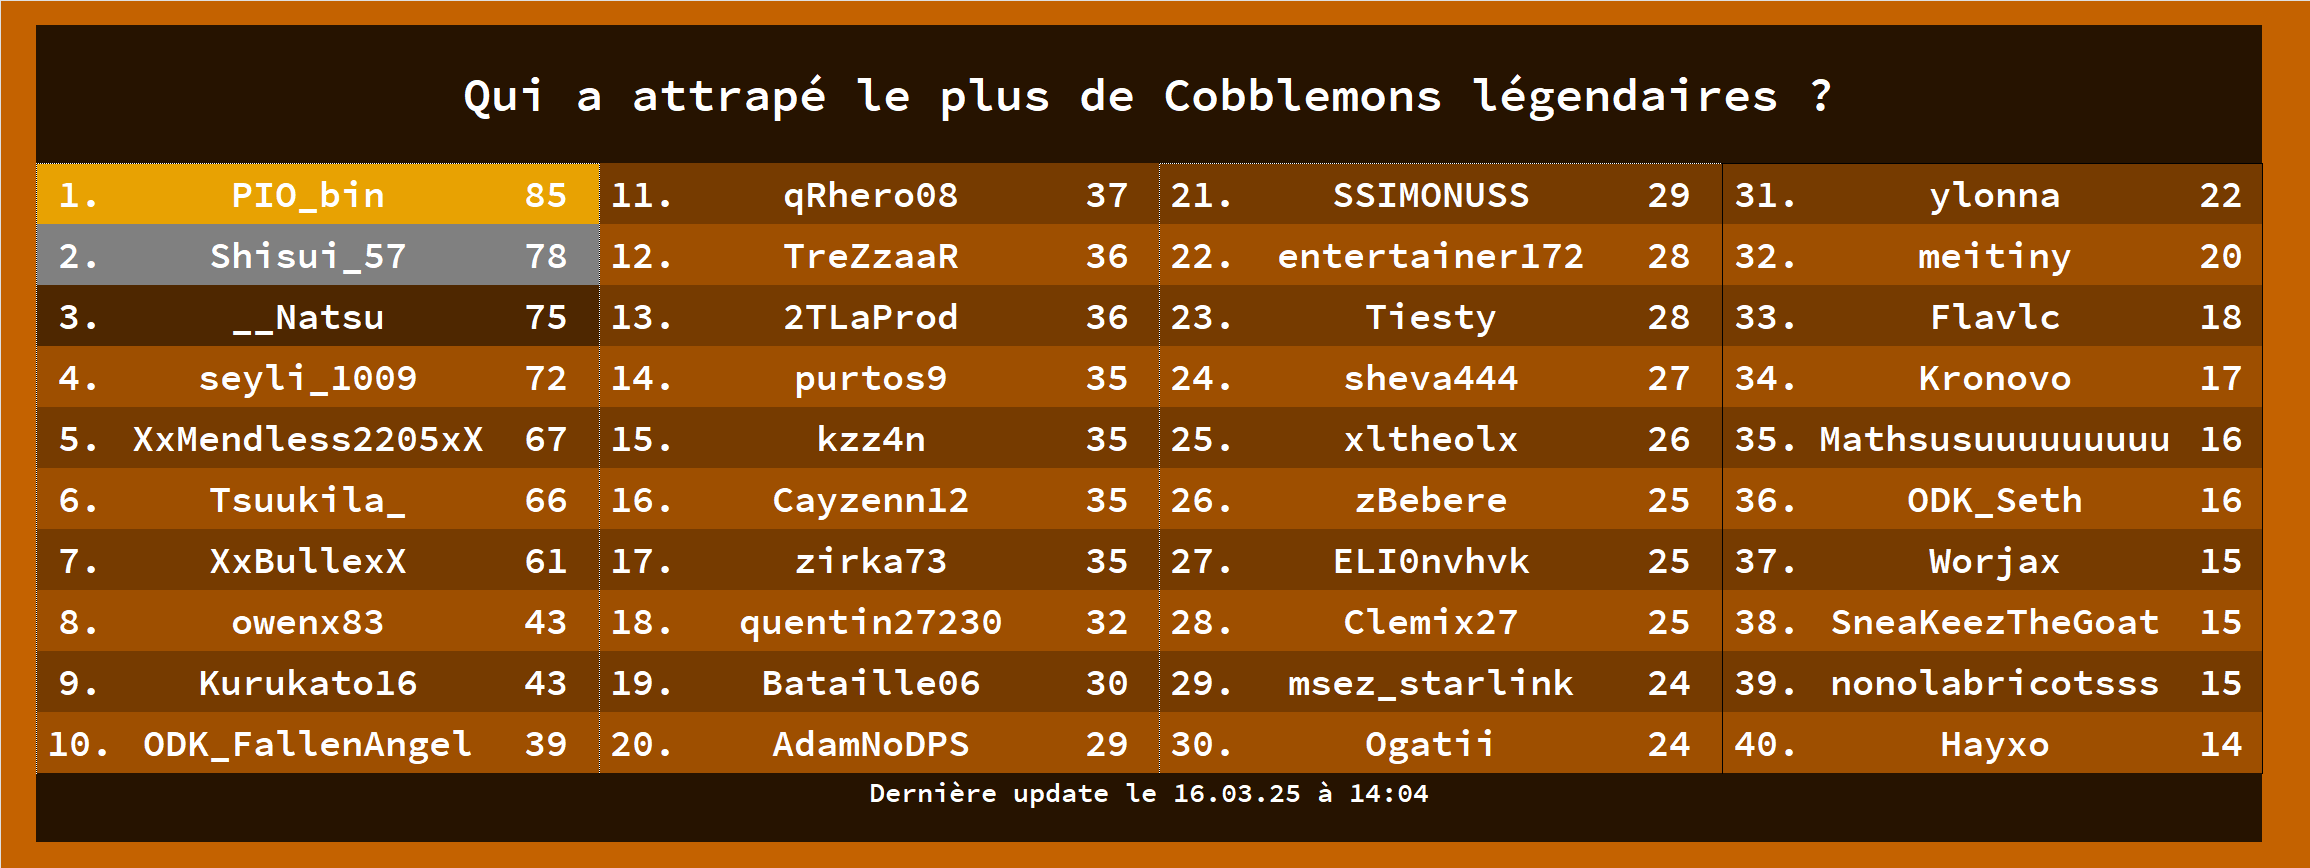 Qui a attrapé le plus de Cobblemons légendaires ?
1. PIO_bin 85
2. Shisui_57 78
3. __Natsu 75
4. seyli_1009 72
5. XxMendless2205xX 67
6. Tsuukila_ 66
7. XxBullexX 61
8. owenx83 43
9. Kurukato16 43
10. ODK_FallenAngel 39
11. qRhero08 37
12. TreZzaaR 36
13. 2TLaProd 36
14. purtos9 35
15. kzz4n 35
16. Cayzenn12 35
17. zirka73 35
18. quentin27230 32
19. Bataille06 30
20. AdamNoDPS 29
21. SSIMONUSS 29
22. entertainer172 28
23. Tiesty 28
24. sheva444 27
25. xltheolx 26
26. zBebere 25
27. ELI0nvhvk 25
28. Clemix27 25
29. msez_starlink 24
30. Ogatii 24
31. ylonna 22
32. meitiny 20
33. Flavlc 18
34. Kronovo 17
35. Mathsusuuuuuuuuu 16
36. ODK_Seth 16
37. Worjax 15
38. SneaKeezTheGoat 15
39. nonolabricotsss 15
40. Hayxo 14
Dernière update le 16.03.25 à 14:04